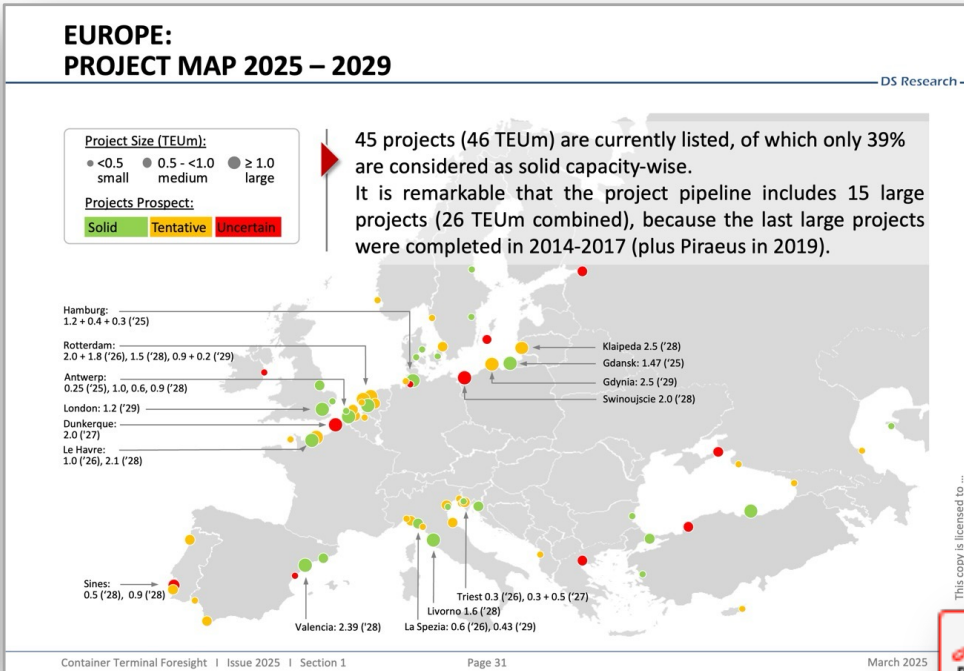 EUROPE:
PROJECT MAP 2025 – 2029
DS Research
Project Size (TEUm):
<0.5 small
0.5 - <1.0 medium
≥ 1.0 large
Projects Prospect:
Solid Tentative Uncertain
45 projects (46 TEUm) are currently listed, of which only 39%
are considered as solid capacity-wise.
It is remarkable that the project pipeline includes 15 large
projects (26 TEUm combined), because the last large projects
were completed in 2014-2017 (plus Piraeus in 2019).
Hamburg:
1.2 + 0.4 + 0.3 ('25)
Rotterdam:
2.0 + 1.8 ('26), 1.5 ('28), 0.9 + 0.2 ('29)
Antwerp:
0.25 ('25), 1.0, 0.6, 0.9 ('28)
London: 1.2 ('29)
Dunkerque:
2.0 ('27)
Le Havre:
1.0 ('26), 2.1 ('28)
Klaipeda 2.5 ('28)
Gdansk: 1.47 ('25)
Gdynia: 2.5 ('29)
Swinoujscie 2.0 ('28)
Sines:
0.5 ('28), 0.9 ('28)
Valencia: 2.39 ('28)
Triest 0.3 ('26), 0.3 + 0.5 ('27)
Livorno 1.6 ('28)
La Spezia: 0.6 ('26), 0.43 ('29)
This copy is licensed to ...
Container Terminal Foresight I Issue 2025 I Section 1
Page 31
March 2025